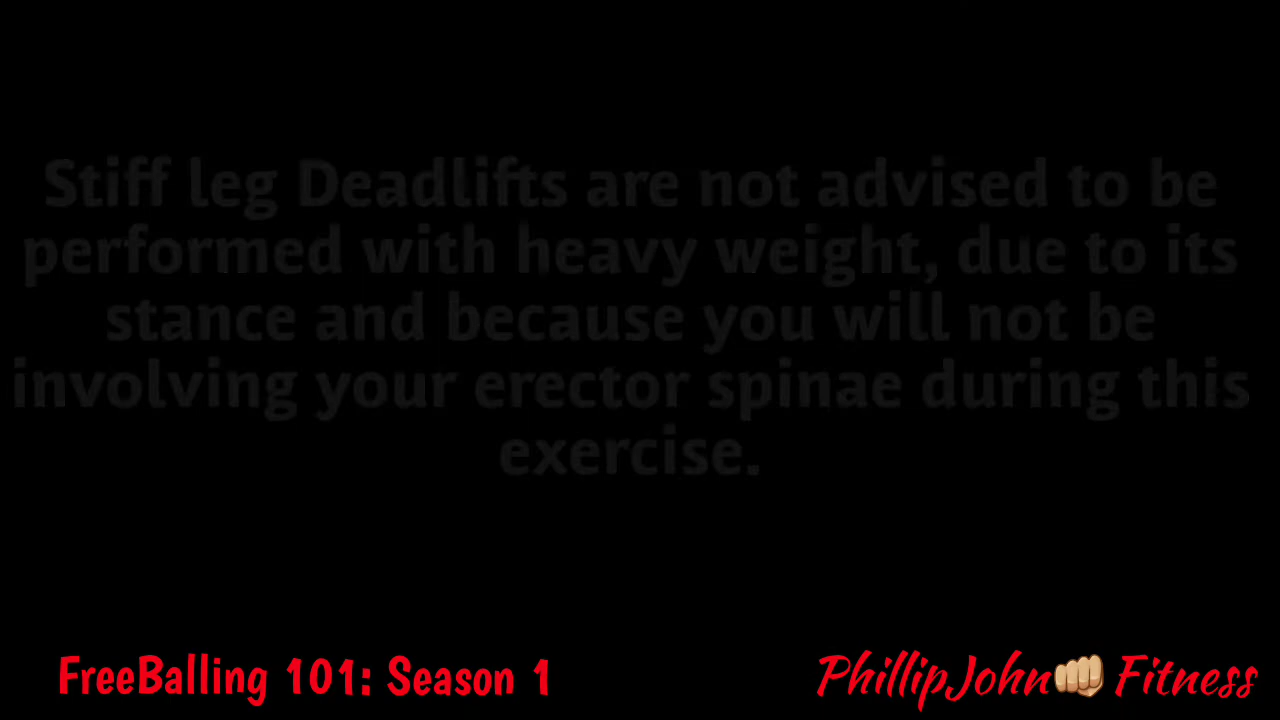 Stiff leg Deadlifts are not advised to be
performed with heavy weight, due to its
stance and because you will not be
involving your erector spinae during this
exercise.
FreeBalling 101: Season 1
PhillipJohn👊🏼 Fitness